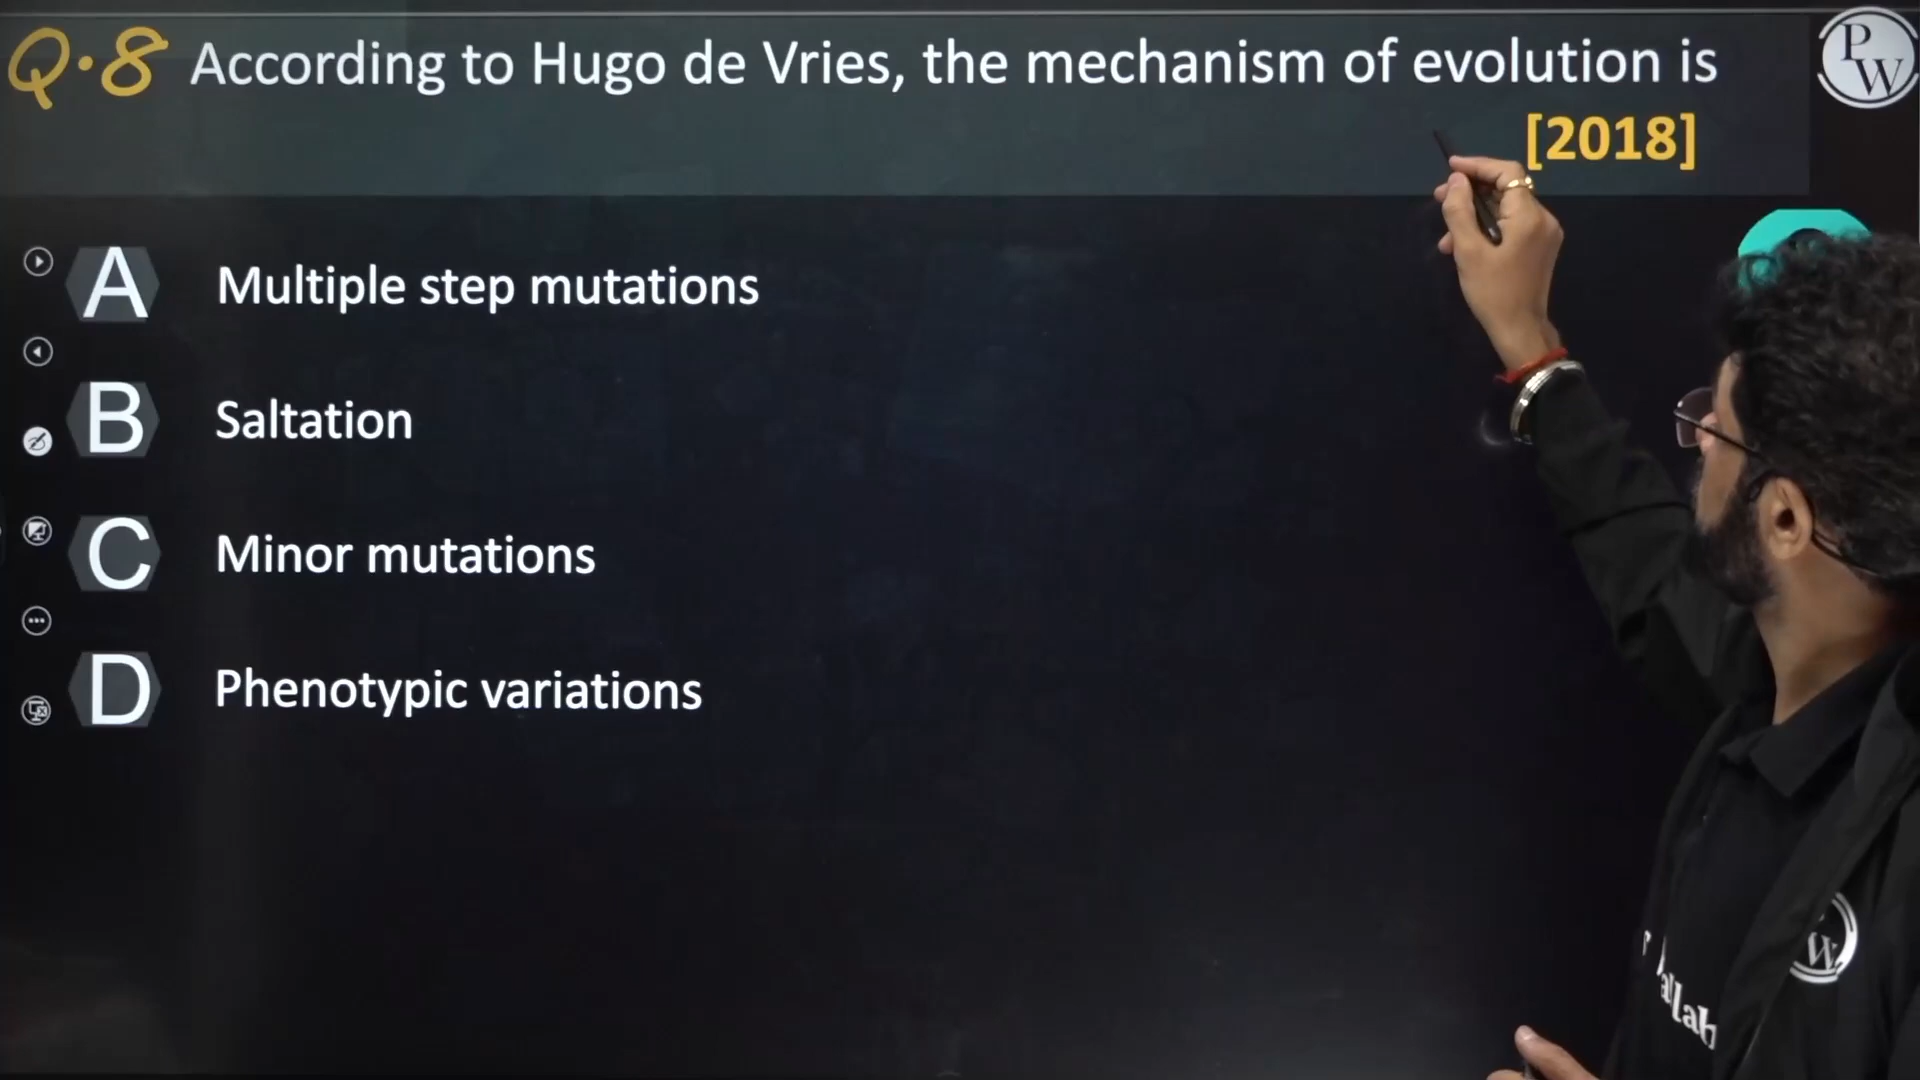 Q.8 According to Hugo de Vries, the mechanism of evolution is
[2018]
PW
A Multiple step mutations
B Saltation
C Minor mutations
D Phenotypic variations
W